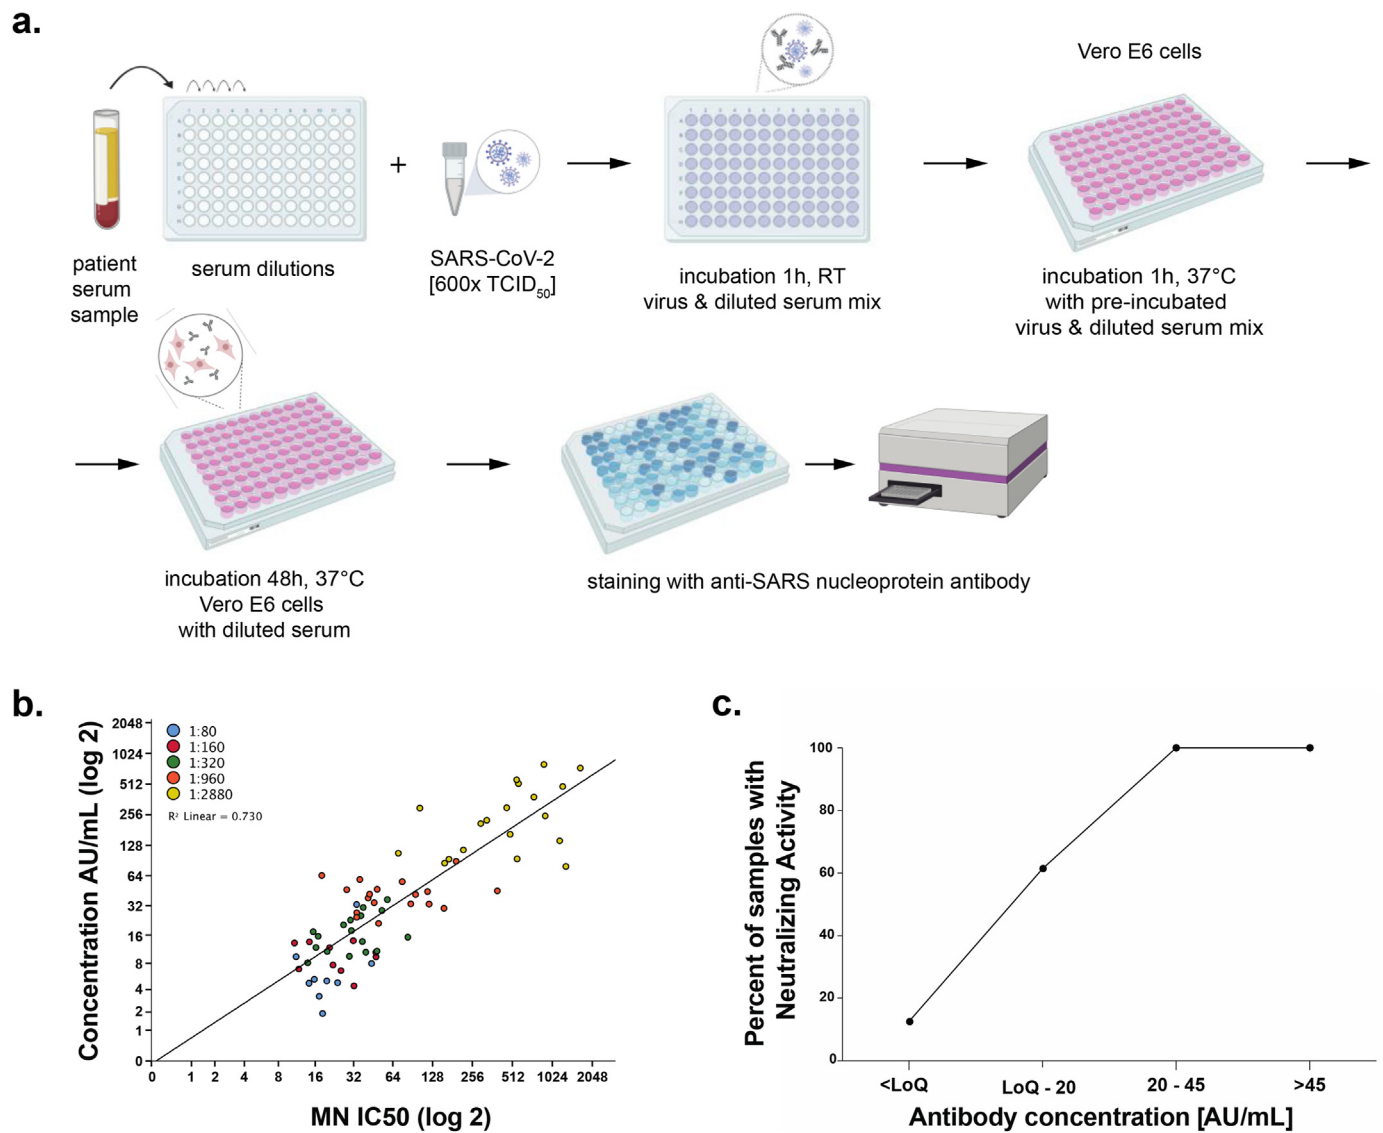 a.
Vero E6 cells
+
patient
serum
sample
serum dilutions
SARS-CoV-2
[600x TCID50]
incubation 1h, RT
virus & diluted serum mix
incubation 1h, 37°C
with pre-incubated
virus & diluted serum mix
incubation 48h, 37°C
Vero E6 cells
with diluted serum
staining with anti-SARS nucleoprotein antibody
b.
Concentration AU/mL (log 2)
2048
1024
512
256
128
64
32
16
8
4
2
1
0
1:80
1:160
1:320
1:960
1:2880
R² Linear = 0.730
0 1 2 4 8 16 32 64 128 256 512 1024 2048
MN IC50 (log 2)
c.
Percent of samples with
Neutralizing Activity
100
80
60
40
20
0
<LoQ LoQ - 20 20 - 45 >45
Antibody concentration [AU/mL]